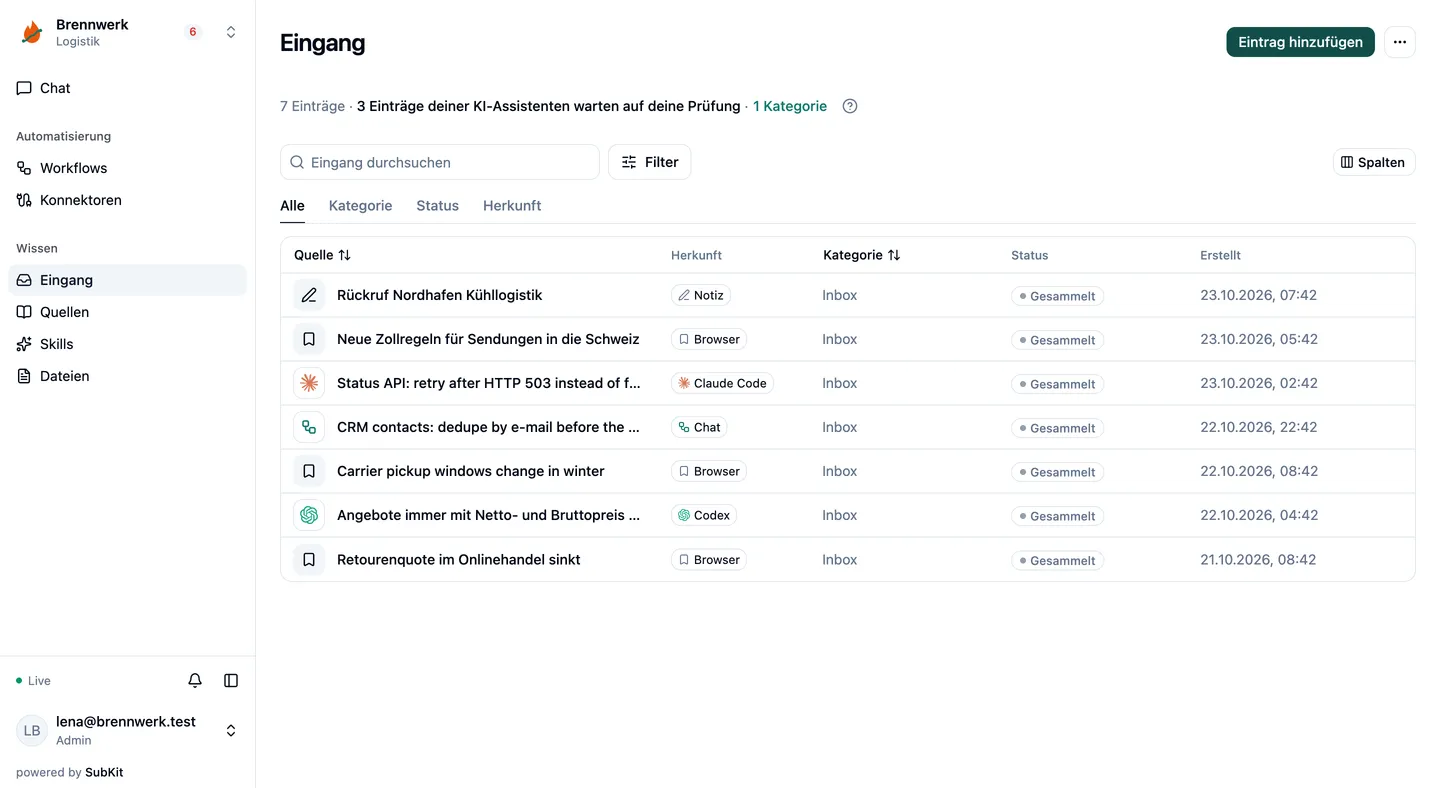 Brennwerk
Logistik
6
Chat
Automatisierung
Workflows
Konnektoren
Wissen
Eingang
Quellen
Skills
Dateien
Live
LB
lena@brennwerk.test
Admin
powered by SubKit
Eingang
Eintrag hinzufügen
7 Einträge · 3 Einträge deiner KI-Assistenten warten auf deine Prüfung · 1 Kategorie
Eingang durchsuchen
Filter
Spalten
Alle Kategorie Status Herkunft
Quelle Herkunft Kategorie Status Erstellt
Rückruf Nordhafen Kühllogistik Notiz Inbox Gesammelt 23.10.2026, 07:42
Neue Zollregeln für Sendungen in die Schweiz Browser Inbox Gesammelt 23.10.2026, 05:42
Status API: retry after HTTP 503 instead of f... Claude Code Inbox Gesammelt 23.10.2026, 02:42
CRM contacts: dedupe by e-mail before the ... Chat Inbox Gesammelt 22.10.2026, 22:42
Carrier pickup windows change in winter Browser Inbox Gesammelt 22.10.2026, 08:42
Angebote immer mit Netto- und Bruttopreis ... Codex Inbox Gesammelt 22.10.2026, 04:42
Retourenquote im Onlinehandel sinkt Browser Inbox Gesammelt 21.10.2026, 08:42